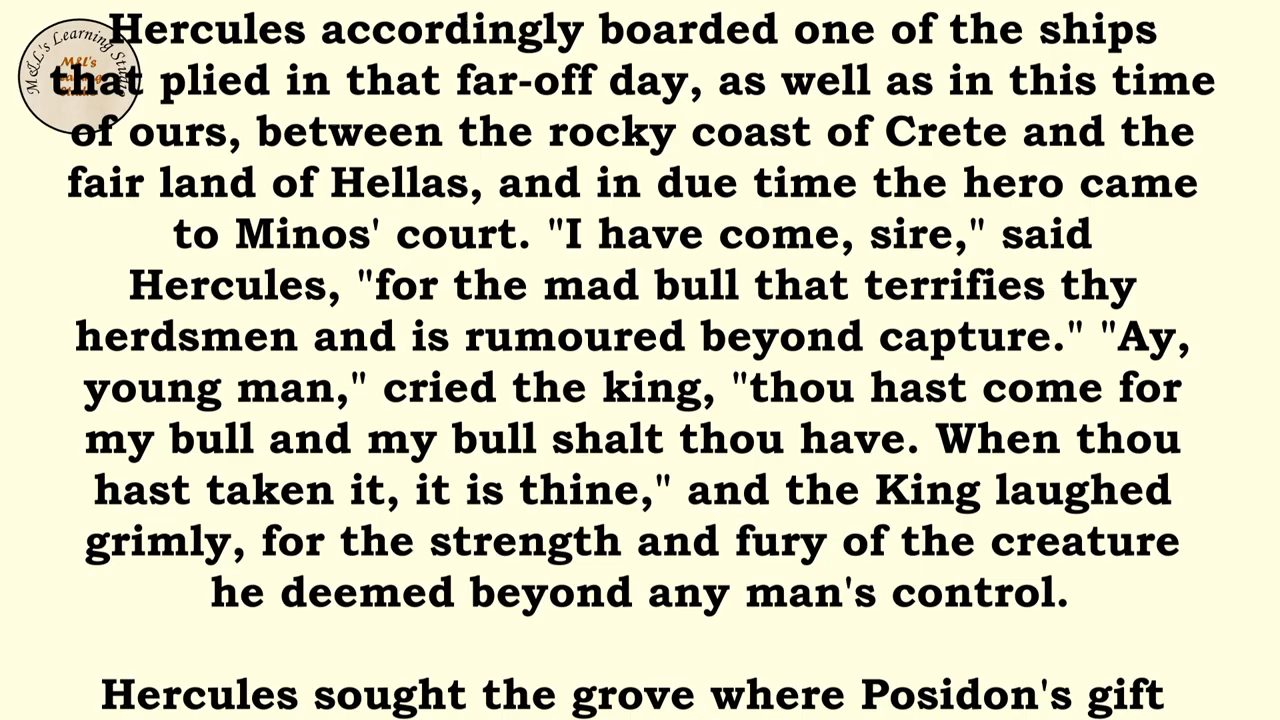 Hercules accordingly boarded one of the ships
that plied in that far-off day, as well as in this time
of ours, between the rocky coast of Crete and the
fair land of Hellas, and in due time the hero came
to Minos' court. "I have come, sire," said
Hercules, "for the mad bull that terrifies thy
herdsmen and is rumoured beyond capture." "Ay,
young man," cried the king, "thou hast come for
my bull and my bull shalt thou have. When thou
hast taken it, it is thine," and the King laughed
grimly, for the strength and fury of the creature
he deemed beyond any man's control.
Hercules sought the grove where Posidon's gift
M&L's Learning Studio
M&L's